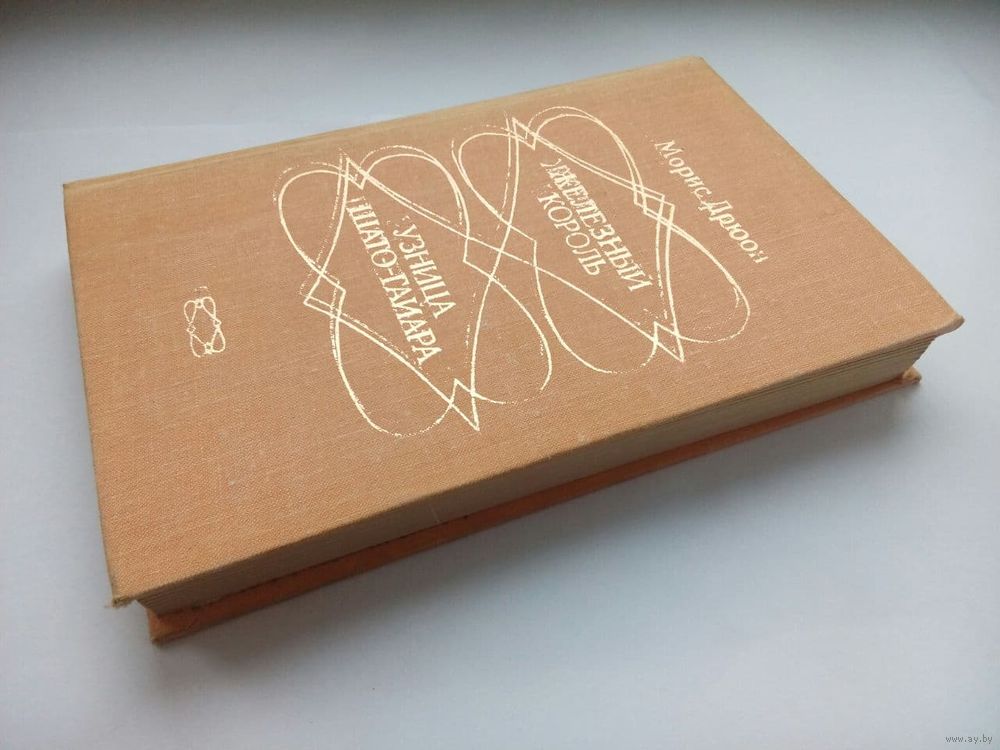 Морис Дрюон
ЖЕЛЕЗНЫЙ
КОРОЛЬ
УЗНИЦА
ШАТО-ГАЙАРА
www.ay.by